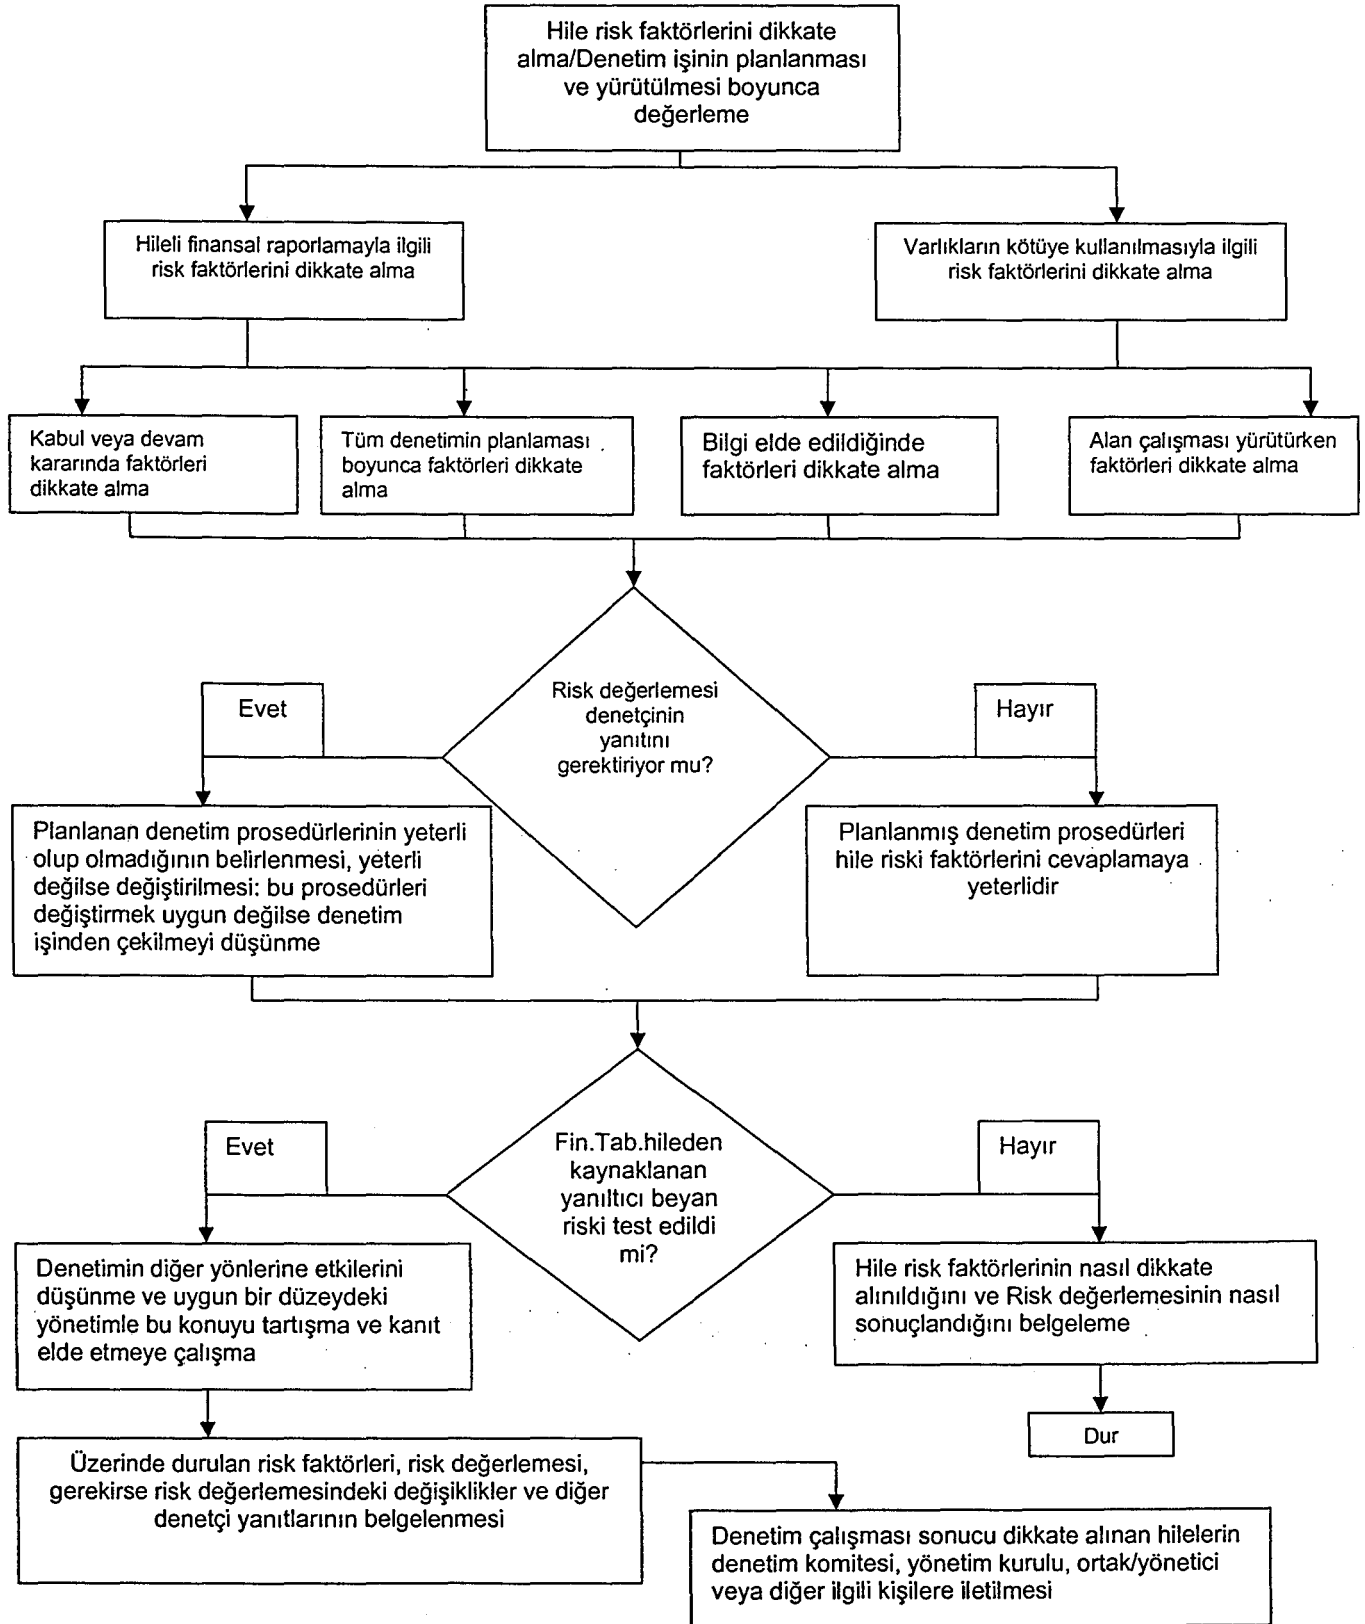 Hile risk faktörlerini dikkate
alma/Denetim işinin planlanması
ve yürütülmesi boyunca
değerleme
Hileli finansal raporlamayla ilgili
risk faktörlerini dikkate alma
Varlıkların kötüye kullanılmasıyla ilgili
risk faktörlerini dikkate alma
Kabul veya devam
kararında faktörleri
dikkate alma
Tüm denetimin planlaması
boyunca faktörleri dikkate
alma
Bilgi elde edildiğinde
faktörleri dikkate alma
Alan çalışması yürütürken
faktörleri dikkate alma
Risk değerlemesi
denetçinin
yanıtını
gerektiriyor mu?
Evet
Hayır
Planlanan denetim prosedürlerinin yeterli
olup olmadığının belirlenmesi, yeterli
değilse değiştirilmesi: bu prosedürleri
değiştirmek uygun değilse denetim
işinden çekilmeyi düşünme
Planlanmış denetim prosedürleri
hile riski faktörlerini cevaplamaya
yeterlidir
Fin.Tab.hileden
kaynaklanan
yanıltıcı beyan
riski test edildi
mi?
Evet
Hayır
Denetimin diğer yönlerine etkilerini
düşünme ve uygun bir düzeydeki
yönetimle bu konuyu tartışma ve kanıt
elde etmeye çalışma
Hile risk faktörlerinin nasıl dikkate
alınıldığını ve Risk değerlemesinin nasıl
sonuçlandığını belgeleme
Dur
Üzerinde durulan risk faktörleri, risk değerlemesi,
gerekirse risk değerlemesindeki değişiklikler ve diğer
denetçi yanıtlarının belgelenmesi
Denetim çalışması sonucu dikkate alınan hilelerin
denetim komitesi, yönetim kurulu, ortak/yönetici
veya diğer ilgili kişilere iletilmesi